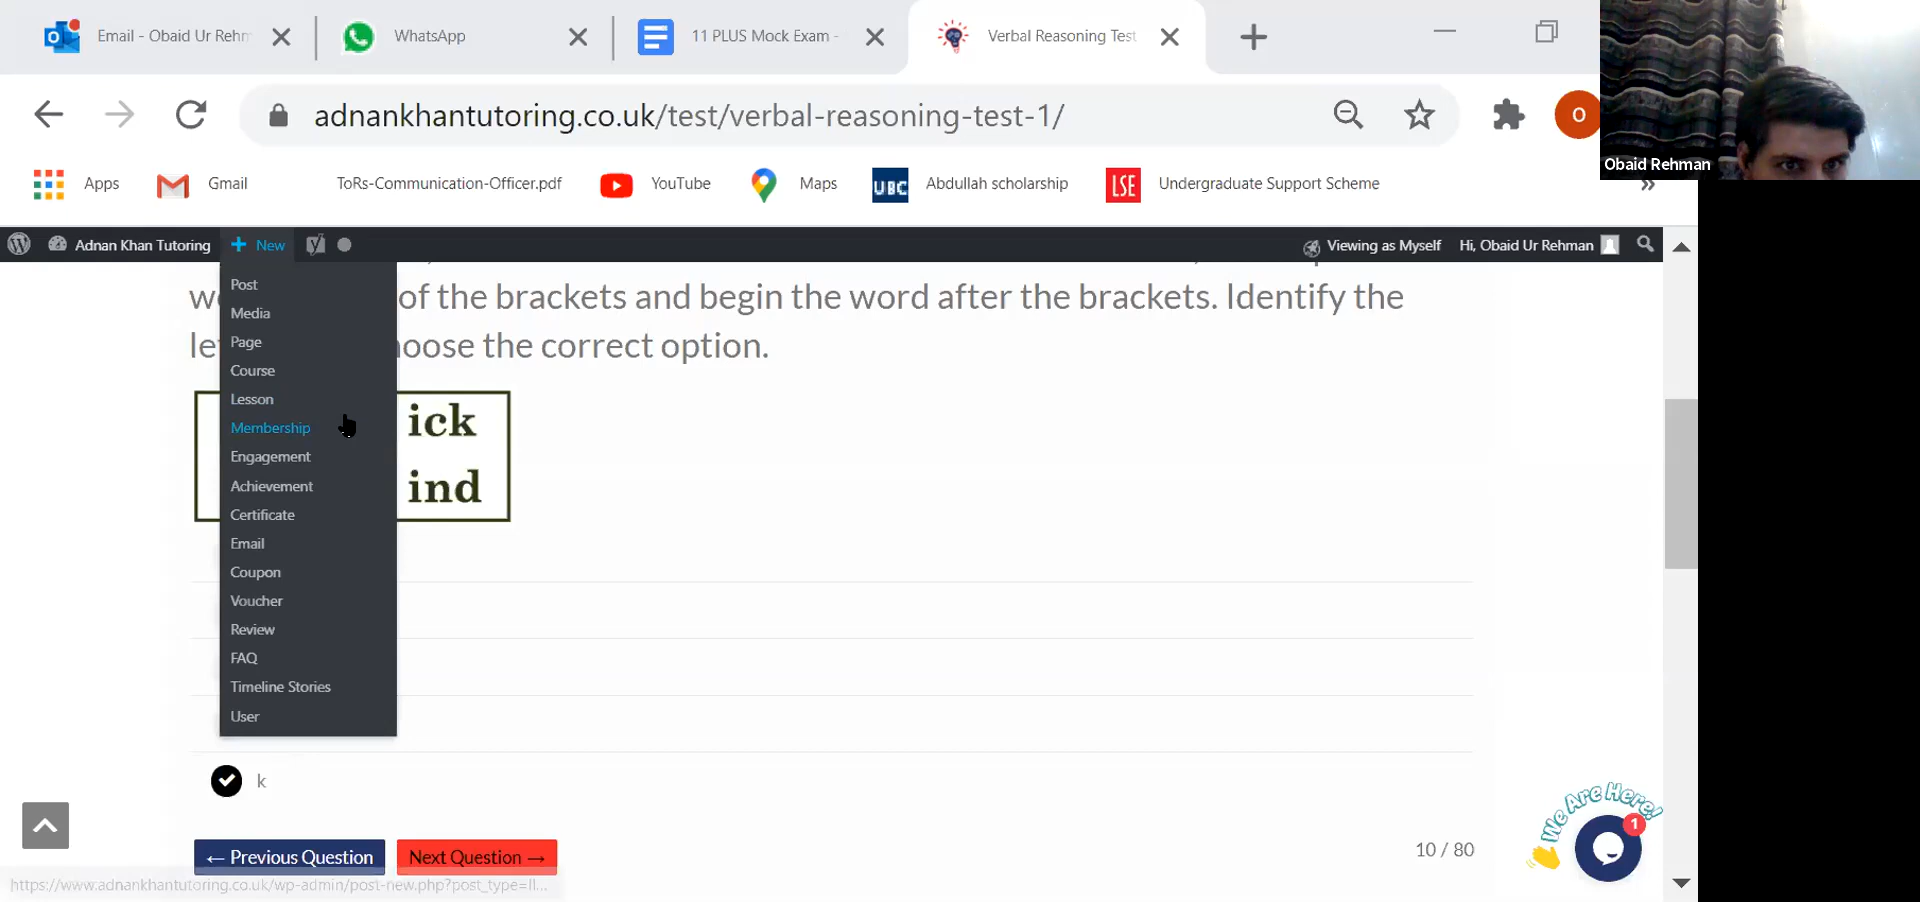 Email - Obaid Ur Rehm
WhatsApp
11 PLUS Mock Exam -
Verbal Reasoning Test
adnankhantutoring.co.uk/test/verbal-reasoning-test-1/
O
Obaid Rehman
Apps
Gmail
ToRs-Communication-Officer.pdf
YouTube
Maps
UBC
Abdullah scholarship
LSE
Undergraduate Support Scheme
»
Adnan Khan Tutoring
+ New
Viewing as Myself
Hi, Obaid Ur Rehman
Post
Media
Page
Course
Lesson
Membership
Engagement
Achievement
Certificate
Email
Coupon
Voucher
Review
FAQ
Timeline Stories
User
of the brackets and begin the word after the brackets. Identify the
choose the correct option.
ick
ind
k
← Previous Question
Next Question →
10 / 80
We Are Here!
1
https://www.adnankhantutoring.co.uk/wp-admin/post-new.php?post_type=ll...